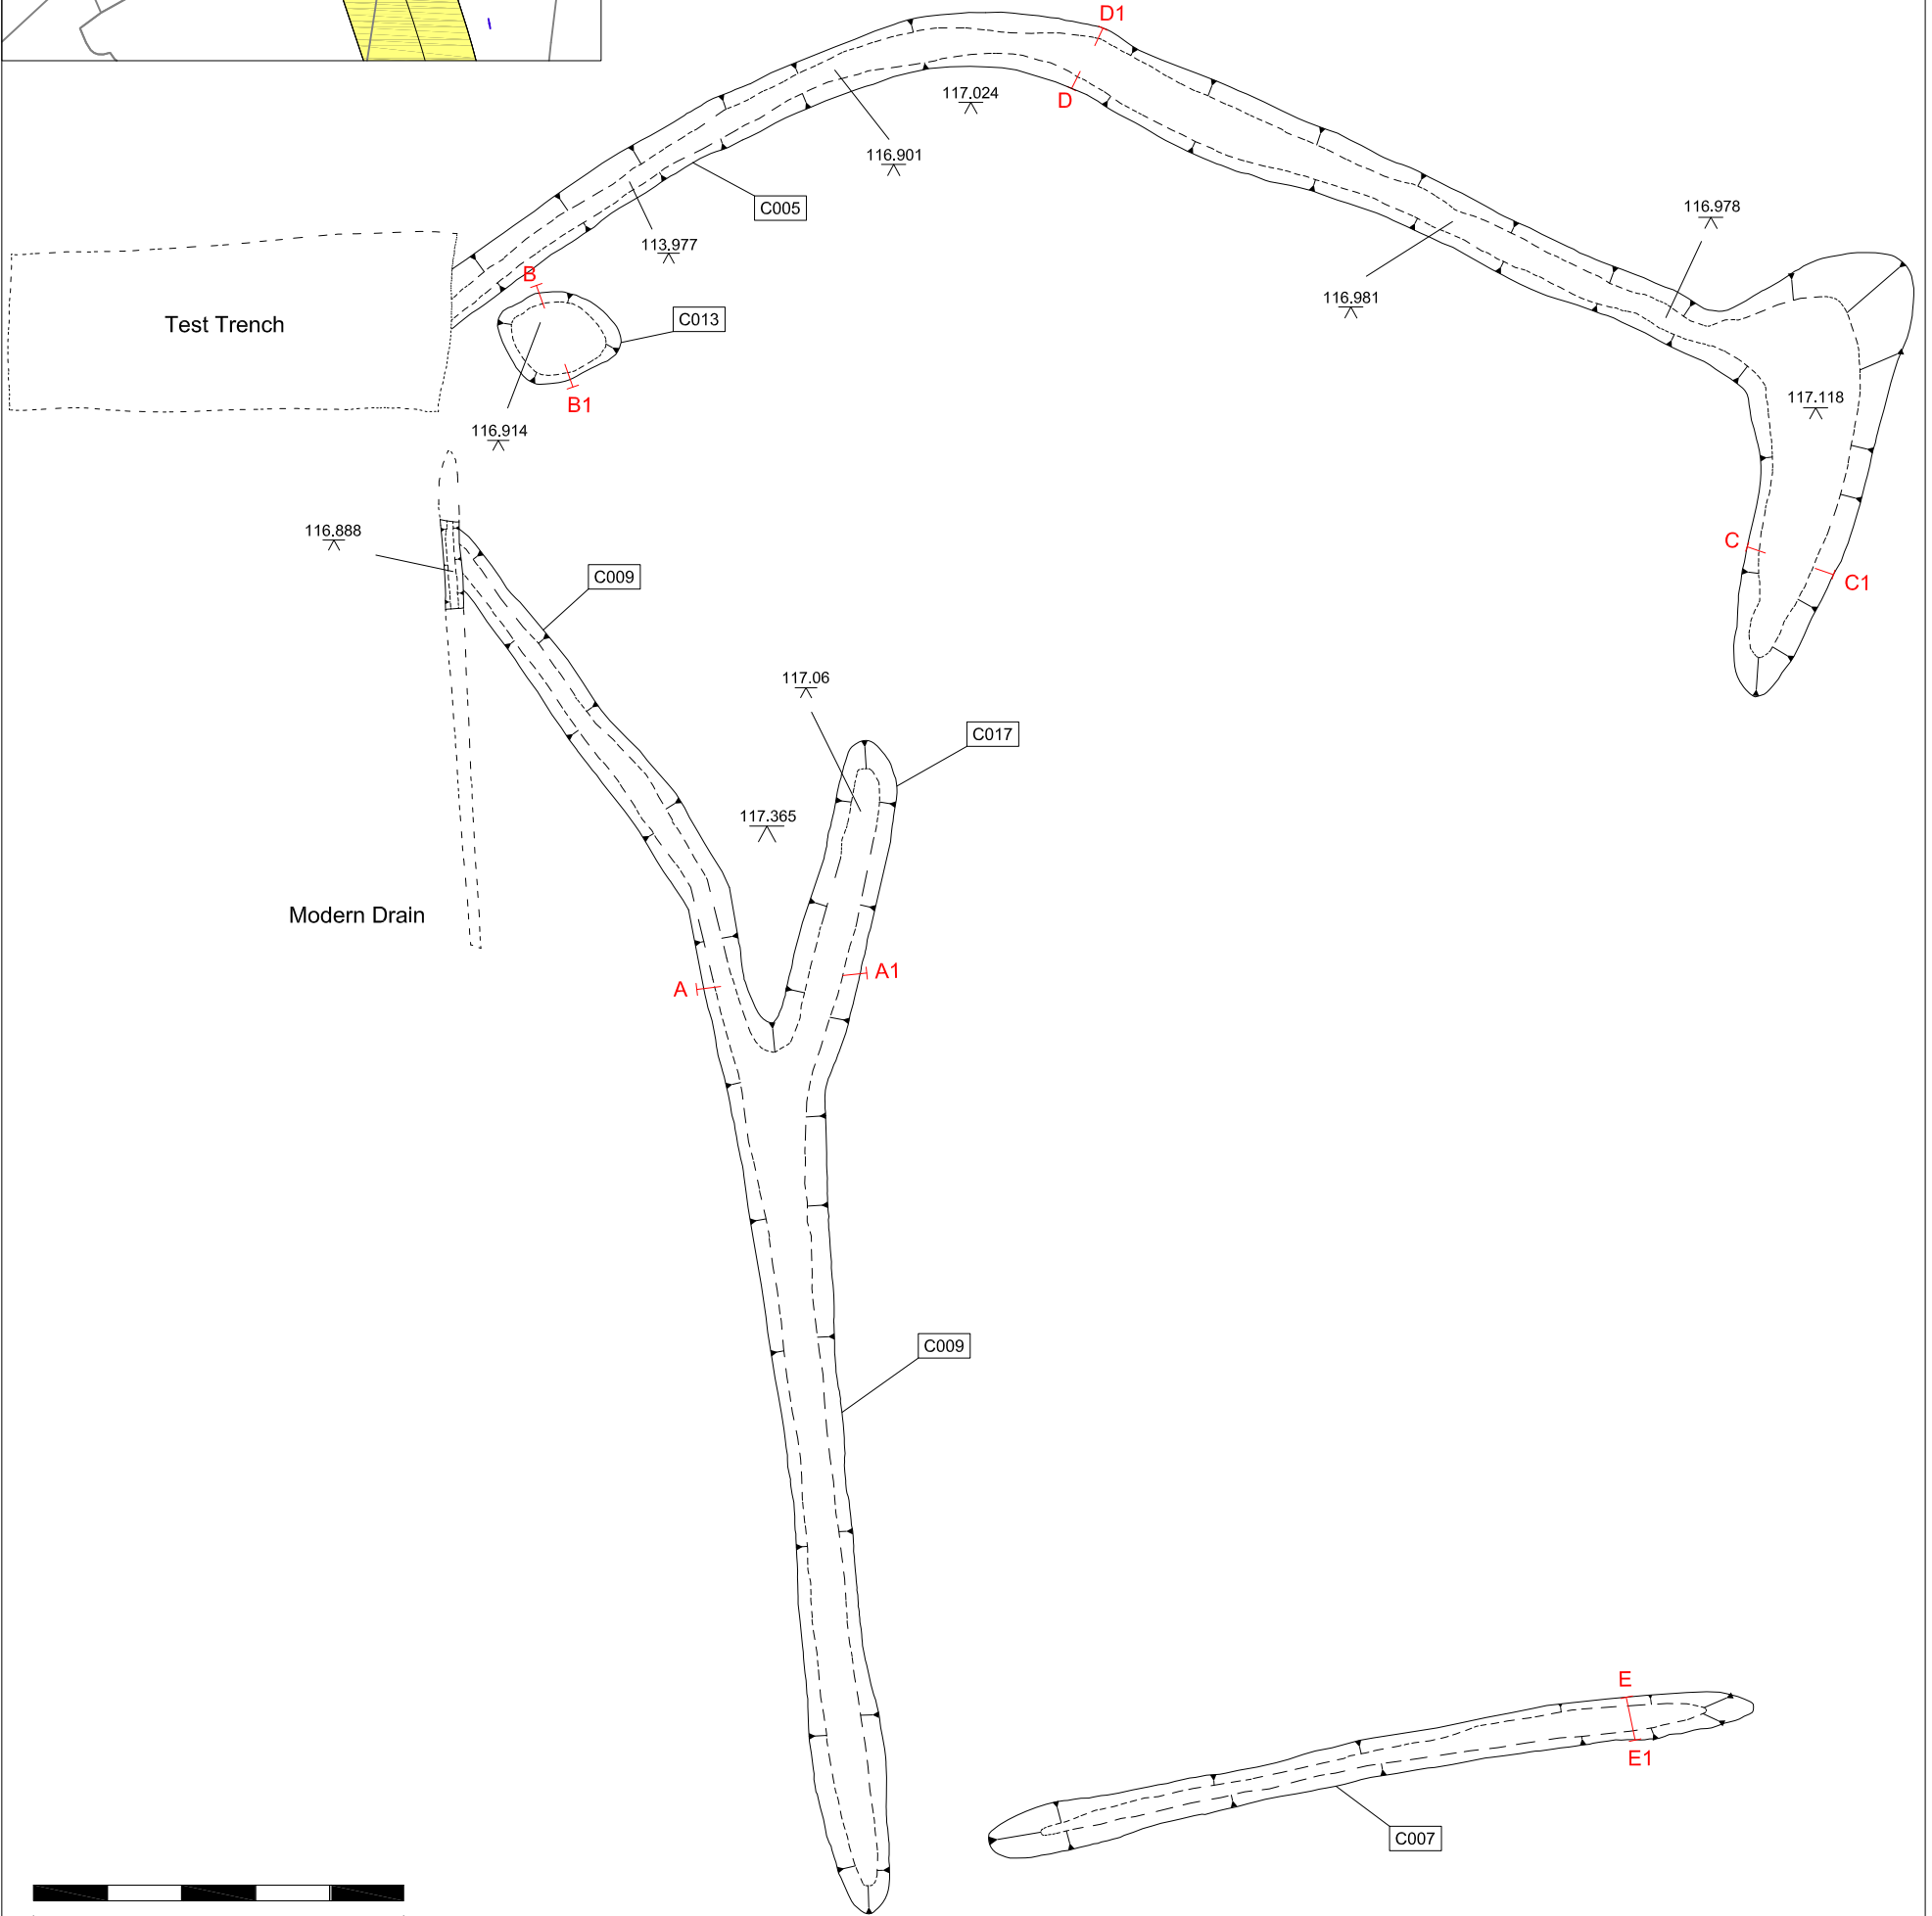 D1
D
117.024
116.901
C005
116.978
113.977
B
116.981
C013
Test Trench
117.118
B1
116.914
116.888
C
C009
C1
117.06
C017
117.365
Modern Drain
A
A1
C009
E
E1
C007